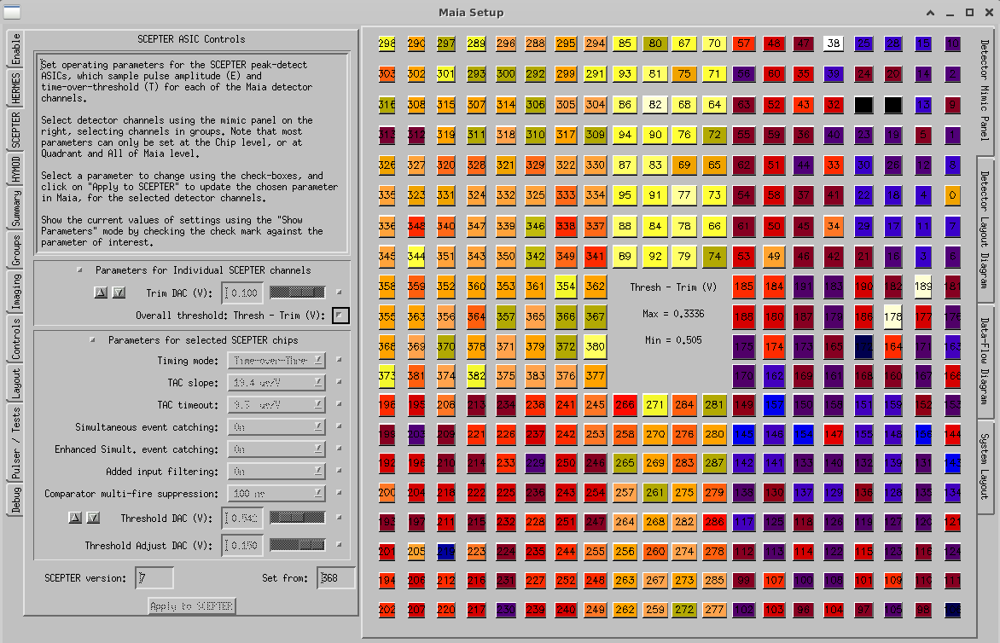 Maia Setup
Enable
HERMES
SCEPTER
HYMOD
Summary
Groups
Imaging
Controls
Layout
Pulser / Tests
Debug
SCEPTER ASIC Controls
Set operating parameters for the SCEPTER peak-detect
ASICs, which sample pulse amplitude (E) and
time-over-threshold (T) for each of the Maia detector
channels.
Select detector channels using the mimic panel on the
right, selecting channels in groups. Note that most
parameters can only be set at the Chip level, or at
Quadrant and All of Maia level.
Select a parameter to change using the check-boxes, and
click on "Apply to SCEPTER" to update the chosen parameter
in Maia, for the selected detector channels.
Show the current values of settings using the "Show
Parameters" mode by checking the check mark against the
parameter of interest.
Parameters for Individual SCEPTER channels
Trim DAC (V): 0.100
Overall threshold: Thresh - Trim (V):
Parameters for selected SCEPTER chips
Timing mode: Time-over-Thre
TAC slope:
TAC timeout:
Simultaneous event catching: On
Enhanced Simult. event catching: On
Added input filtering: On
Comparator multi-fire suppression: 100 ns
Threshold DAC (V):
Threshold Adjust DAC (V): 0.150
SCEPTER version: 7
Set from: 368
Apply to SCEPTER
298 290 297 289 296 288 295 294 85 80 67 70 57 48 47 38 25 28 15 10
303 302 301 293 300 292 299 291 93 81 75 71 56 60 35 39 24 20 14 2
316 308 315 307 314 306 305 304 86 82 68 64 63 52 43 32 13 9
313 312 319 311 318 310 317 309 94 90 76 72 55 59 36 40 23 19 5 1
326 327 320 328 321 329 322 330 87 83 69 65 62 51 44 33 30 26 12 8
335 323 331 324 332 325 333 334 95 91 77 73 54 58 37 41 22 18 4 0
336 348 340 347 339 346 338 337 88 84 78 66 61 50 45 34 29 17 11 7
345 344 351 343 350 342 349 341 89 92 79 74 53 49 46 42 21 16 3 6
358 359 352 360 353 361 354 362
Thresh - Trim (V)
185 184 191 183 190 182 189 181
355 363 356 364 357 365 366 367
Max = 0.3336
188 180 187 179 186 178 177 176
368 369 370 378 371 379 372 380
Min = 0.505
175 174 173 165 164 171 163
373 381 374 382 375 383 376 377
170 162 169 161 168 160 167 166
198 195 208 213 234 236 241 245 266 271 284 281 149 157 150 158 151 159 152 153
199 203 209 221 226 237 242 253 258 270 276 280 143 146 154 147 155 148 156 144
192 196 210 214 233 229 250 246 265 269 283 287 142 141 133 140 132 139 131 145
200 204 218 222 225 236 243 254 257 261 275 279 138 130 137 129 136 128 135 134
193 197 211 215 232 228 251 247 264 268 282 286 117 125 118 126 119 127 120 121
201 205 223 224 235 244 255 256 260 274 278 112 113 114 122 115 123 116 124
194 206 212 216 231 227 252 248 263 267 273 285 99 107 100 108 101 109 110 111
202 207 220 217 230 239 240 249 262 259 272 277 102 103 96 104 97 105 98
Detector Mimic Panel
Detector Layout Diagram
Data-Flow Diagram
System Layout